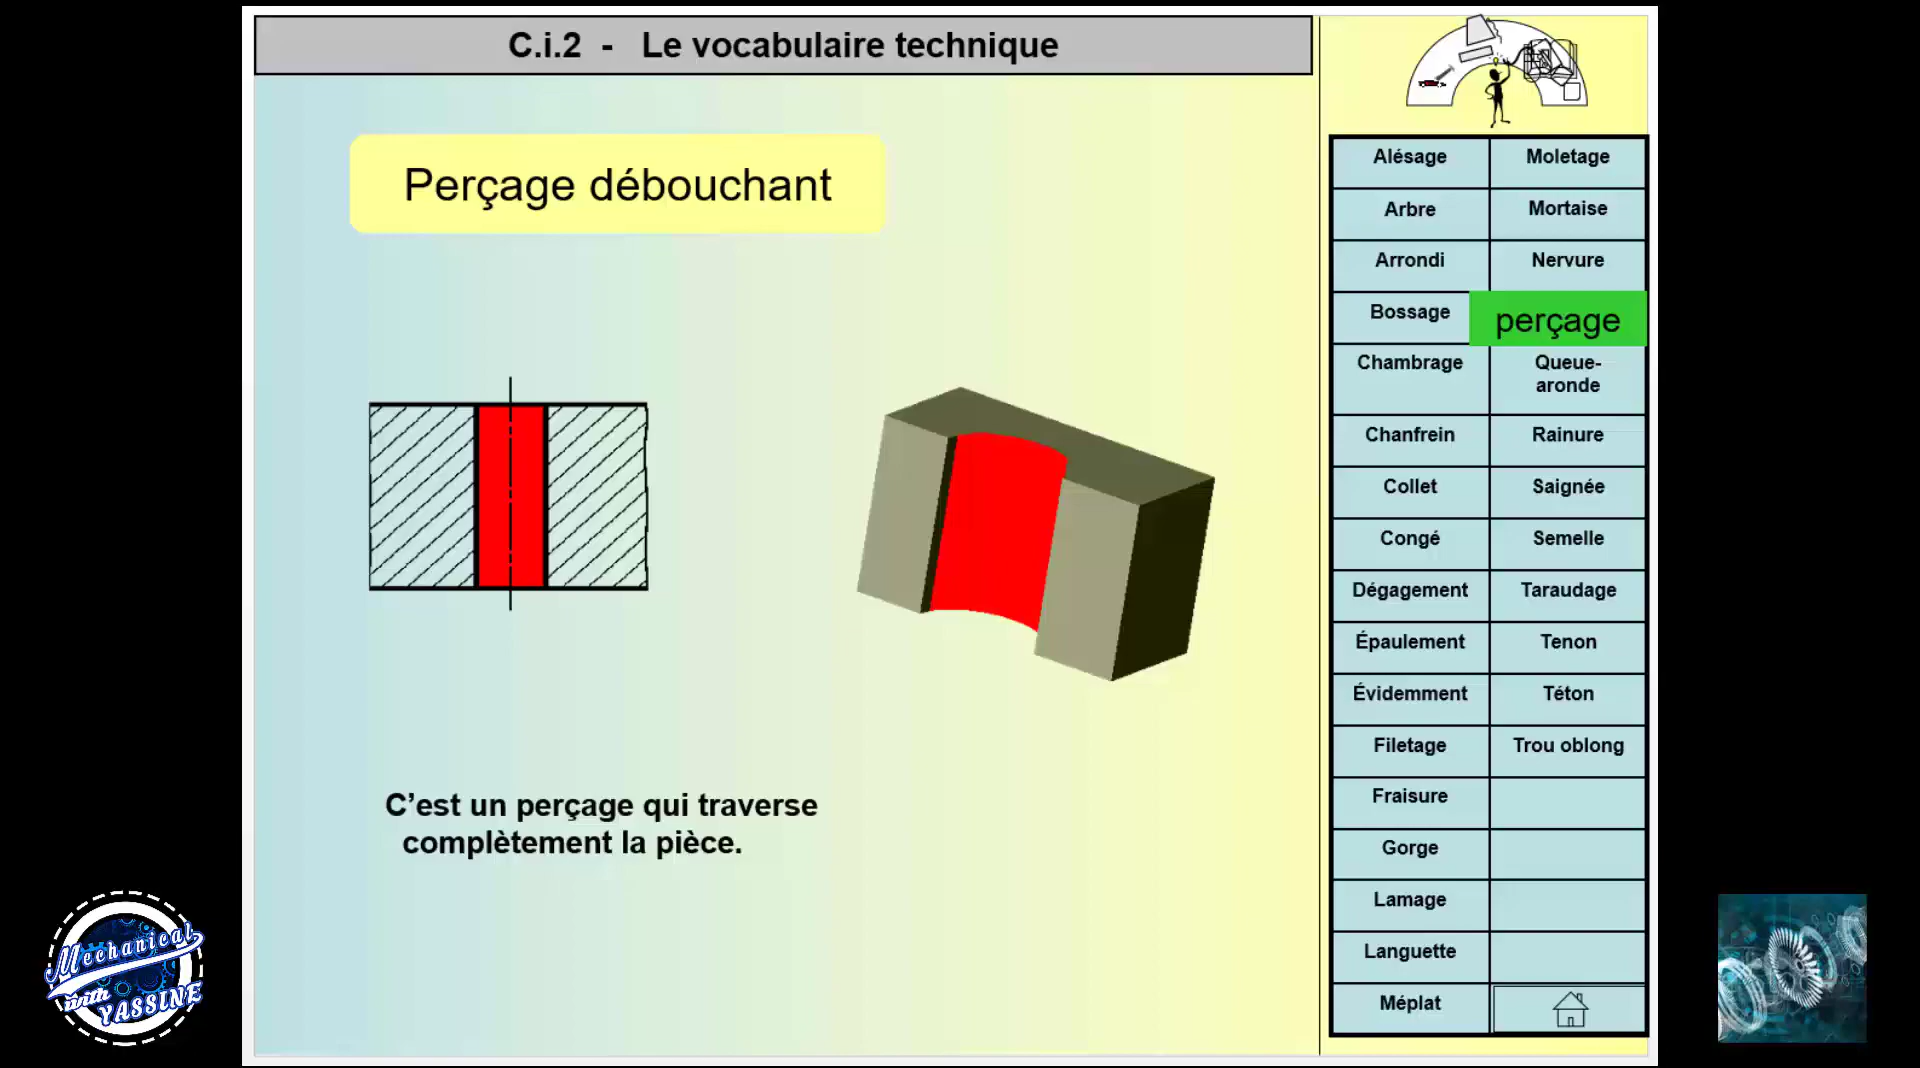 C.i.2 - Le vocabulaire technique
Perçage débouchant
C’est un perçage qui traverse
complètement la pièce.
Alésage
Moletage
Arbre
Mortaise
Arrondi
Nervure
Bossage
perçage
Chambrage
Queue-
aronde
Chanfrein
Rainure
Collet
Saignée
Congé
Semelle
Dégagement
Taraudage
Épaulement
Tenon
Évidemment
Téton
Filetage
Trou oblong
Fraisure
Gorge
Lamage
Languette
Méplat
Mechanical
with
YASSINE